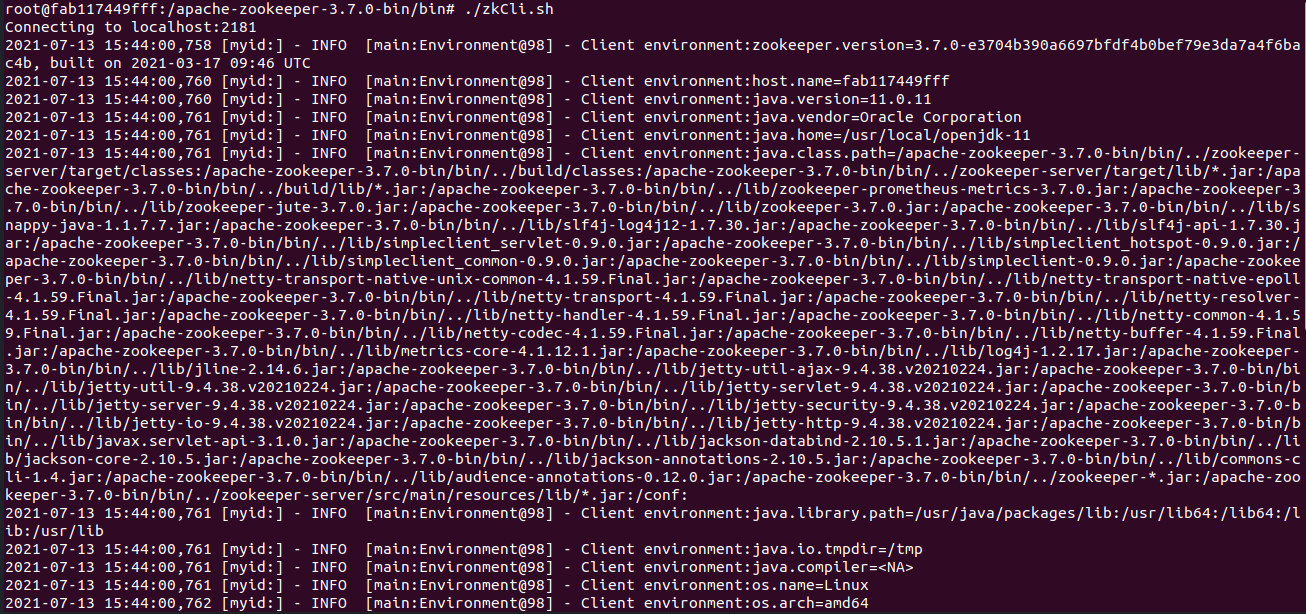 root@fab117449fff:/apache-zookeeper-3.7.0-bin/bin# ./zkCli.sh
Connecting to localhost:2181
2021-07-13 15:44:00,758 [myid:] - INFO  [main:Environment@98] - Client environment:zookeeper.version=3.7.0-e3704b390a6697bfdf4b0bef79e3da7a4f6ba
c4b, built on 2021-03-17 09:46 UTC
2021-07-13 15:44:00,760 [myid:] - INFO  [main:Environment@98] - Client environment:host.name=fab117449fff
2021-07-13 15:44:00,760 [myid:] - INFO  [main:Environment@98] - Client environment:java.version=11.0.11
2021-07-13 15:44:00,761 [myid:] - INFO  [main:Environment@98] - Client environment:java.vendor=Oracle Corporation
2021-07-13 15:44:00,761 [myid:] - INFO  [main:Environment@98] - Client environment:java.home=/usr/local/openjdk-11
2021-07-13 15:44:00,761 [myid:] - INFO  [main:Environment@98] - Client environment:java.class.path=/apache-zookeeper-3.7.0-bin/bin/../zookeeper-
server/target/classes:/apache-zookeeper-3.7.0-bin/bin/../build/classes:/apache-zookeeper-3.7.0-bin/bin/../zookeeper-server/target/lib/*.jar:/apa
che-zookeeper-3.7.0-bin/bin/../build/lib/*.jar:/apache-zookeeper-3.7.0-bin/bin/../lib/zookeeper-prometheus-metrics-3.7.0.jar:/apache-zookeeper-3
.7.0-bin/bin/../lib/zookeeper-jute-3.7.0.jar:/apache-zookeeper-3.7.0-bin/bin/../lib/zookeeper-3.7.0.jar:/apache-zookeeper-3.7.0-bin/bin/../lib/s
nappy-java-1.1.7.7.jar:/apache-zookeeper-3.7.0-bin/bin/../lib/slf4j-log4j12-1.7.30.jar:/apache-zookeeper-3.7.0-bin/bin/../lib/slf4j-api-1.7.30.j
ar:/apache-zookeeper-3.7.0-bin/bin/../lib/simpleclient_servlet-0.9.0.jar:/apache-zookeeper-3.7.0-bin/bin/../lib/simpleclient_hotspot-0.9.0.jar:/
apache-zookeeper-3.7.0-bin/bin/../lib/simpleclient_common-0.9.0.jar:/apache-zookeeper-3.7.0-bin/bin/../lib/simpleclient-0.9.0.jar:/apache-zookee
per-3.7.0-bin/bin/../lib/netty-transport-native-unix-common-4.1.59.Final.jar:/apache-zookeeper-3.7.0-bin/bin/../lib/netty-transport-native-epoll
-4.1.59.Final.jar:/apache-zookeeper-3.7.0-bin/bin/../lib/netty-transport-4.1.59.Final.jar:/apache-zookeeper-3.7.0-bin/bin/../lib/netty-resolver-
4.1.59.Final.jar:/apache-zookeeper-3.7.0-bin/bin/../lib/netty-handler-4.1.59.Final.jar:/apache-zookeeper-3.7.0-bin/bin/../lib/netty-common-4.1.5
9.Final.jar:/apache-zookeeper-3.7.0-bin/bin/../lib/netty-codec-4.1.59.Final.jar:/apache-zookeeper-3.7.0-bin/bin/../lib/netty-buffer-4.1.59.Final
.jar:/apache-zookeeper-3.7.0-bin/bin/../lib/metrics-core-4.1.12.1.jar:/apache-zookeeper-3.7.0-bin/bin/../lib/log4j-1.2.17.jar:/apache-zookeeper-
3.7.0-bin/bin/../lib/jline-2.14.6.jar:/apache-zookeeper-3.7.0-bin/bin/../lib/jetty-util-ajax-9.4.38.v20210224.jar:/apache-zookeeper-3.7.0-bin/bi
n/../lib/jetty-util-9.4.38.v20210224.jar:/apache-zookeeper-3.7.0-bin/bin/../lib/jetty-servlet-9.4.38.v20210224.jar:/apache-zookeeper-3.7.0-bin/b
in/../lib/jetty-server-9.4.38.v20210224.jar:/apache-zookeeper-3.7.0-bin/bin/../lib/jetty-security-9.4.38.v20210224.jar:/apache-zookeeper-3.7.0-b
in/bin/../lib/jetty-io-9.4.38.v20210224.jar:/apache-zookeeper-3.7.0-bin/bin/../lib/jetty-http-9.4.38.v20210224.jar:/apache-zookeeper-3.7.0-bin/b
in/../lib/javax.servlet-api-3.1.0.jar:/apache-zookeeper-3.7.0-bin/bin/../lib/jackson-databind-2.10.5.1.jar:/apache-zookeeper-3.7.0-bin/bin/../li
b/jackson-core-2.10.5.jar:/apache-zookeeper-3.7.0-bin/bin/../lib/jackson-annotations-2.10.5.jar:/apache-zookeeper-3.7.0-bin/bin/../lib/commons-c
li-1.4.jar:/apache-zookeeper-3.7.0-bin/bin/../lib/audience-annotations-0.12.0.jar:/apache-zookeeper-3.7.0-bin/bin/../zookeeper-*.jar:/apache-zoo
keeper-3.7.0-bin/bin/../zookeeper-server/src/main/resources/lib/*.jar:/conf:
2021-07-13 15:44:00,761 [myid:] - INFO  [main:Environment@98] - Client environment:java.library.path=/usr/java/packages/lib:/usr/lib64:/lib64:/l
ib:/usr/lib
2021-07-13 15:44:00,761 [myid:] - INFO  [main:Environment@98] - Client environment:java.io.tmpdir=/tmp
2021-07-13 15:44:00,761 [myid:] - INFO  [main:Environment@98] - Client environment:java.compiler=<NA>
2021-07-13 15:44:00,761 [myid:] - INFO  [main:Environment@98] - Client environment:os.name=Linux
2021-07-13 15:44:00,762 [myid:] - INFO  [main:Environment@98] - Client environment:os.arch=amd64